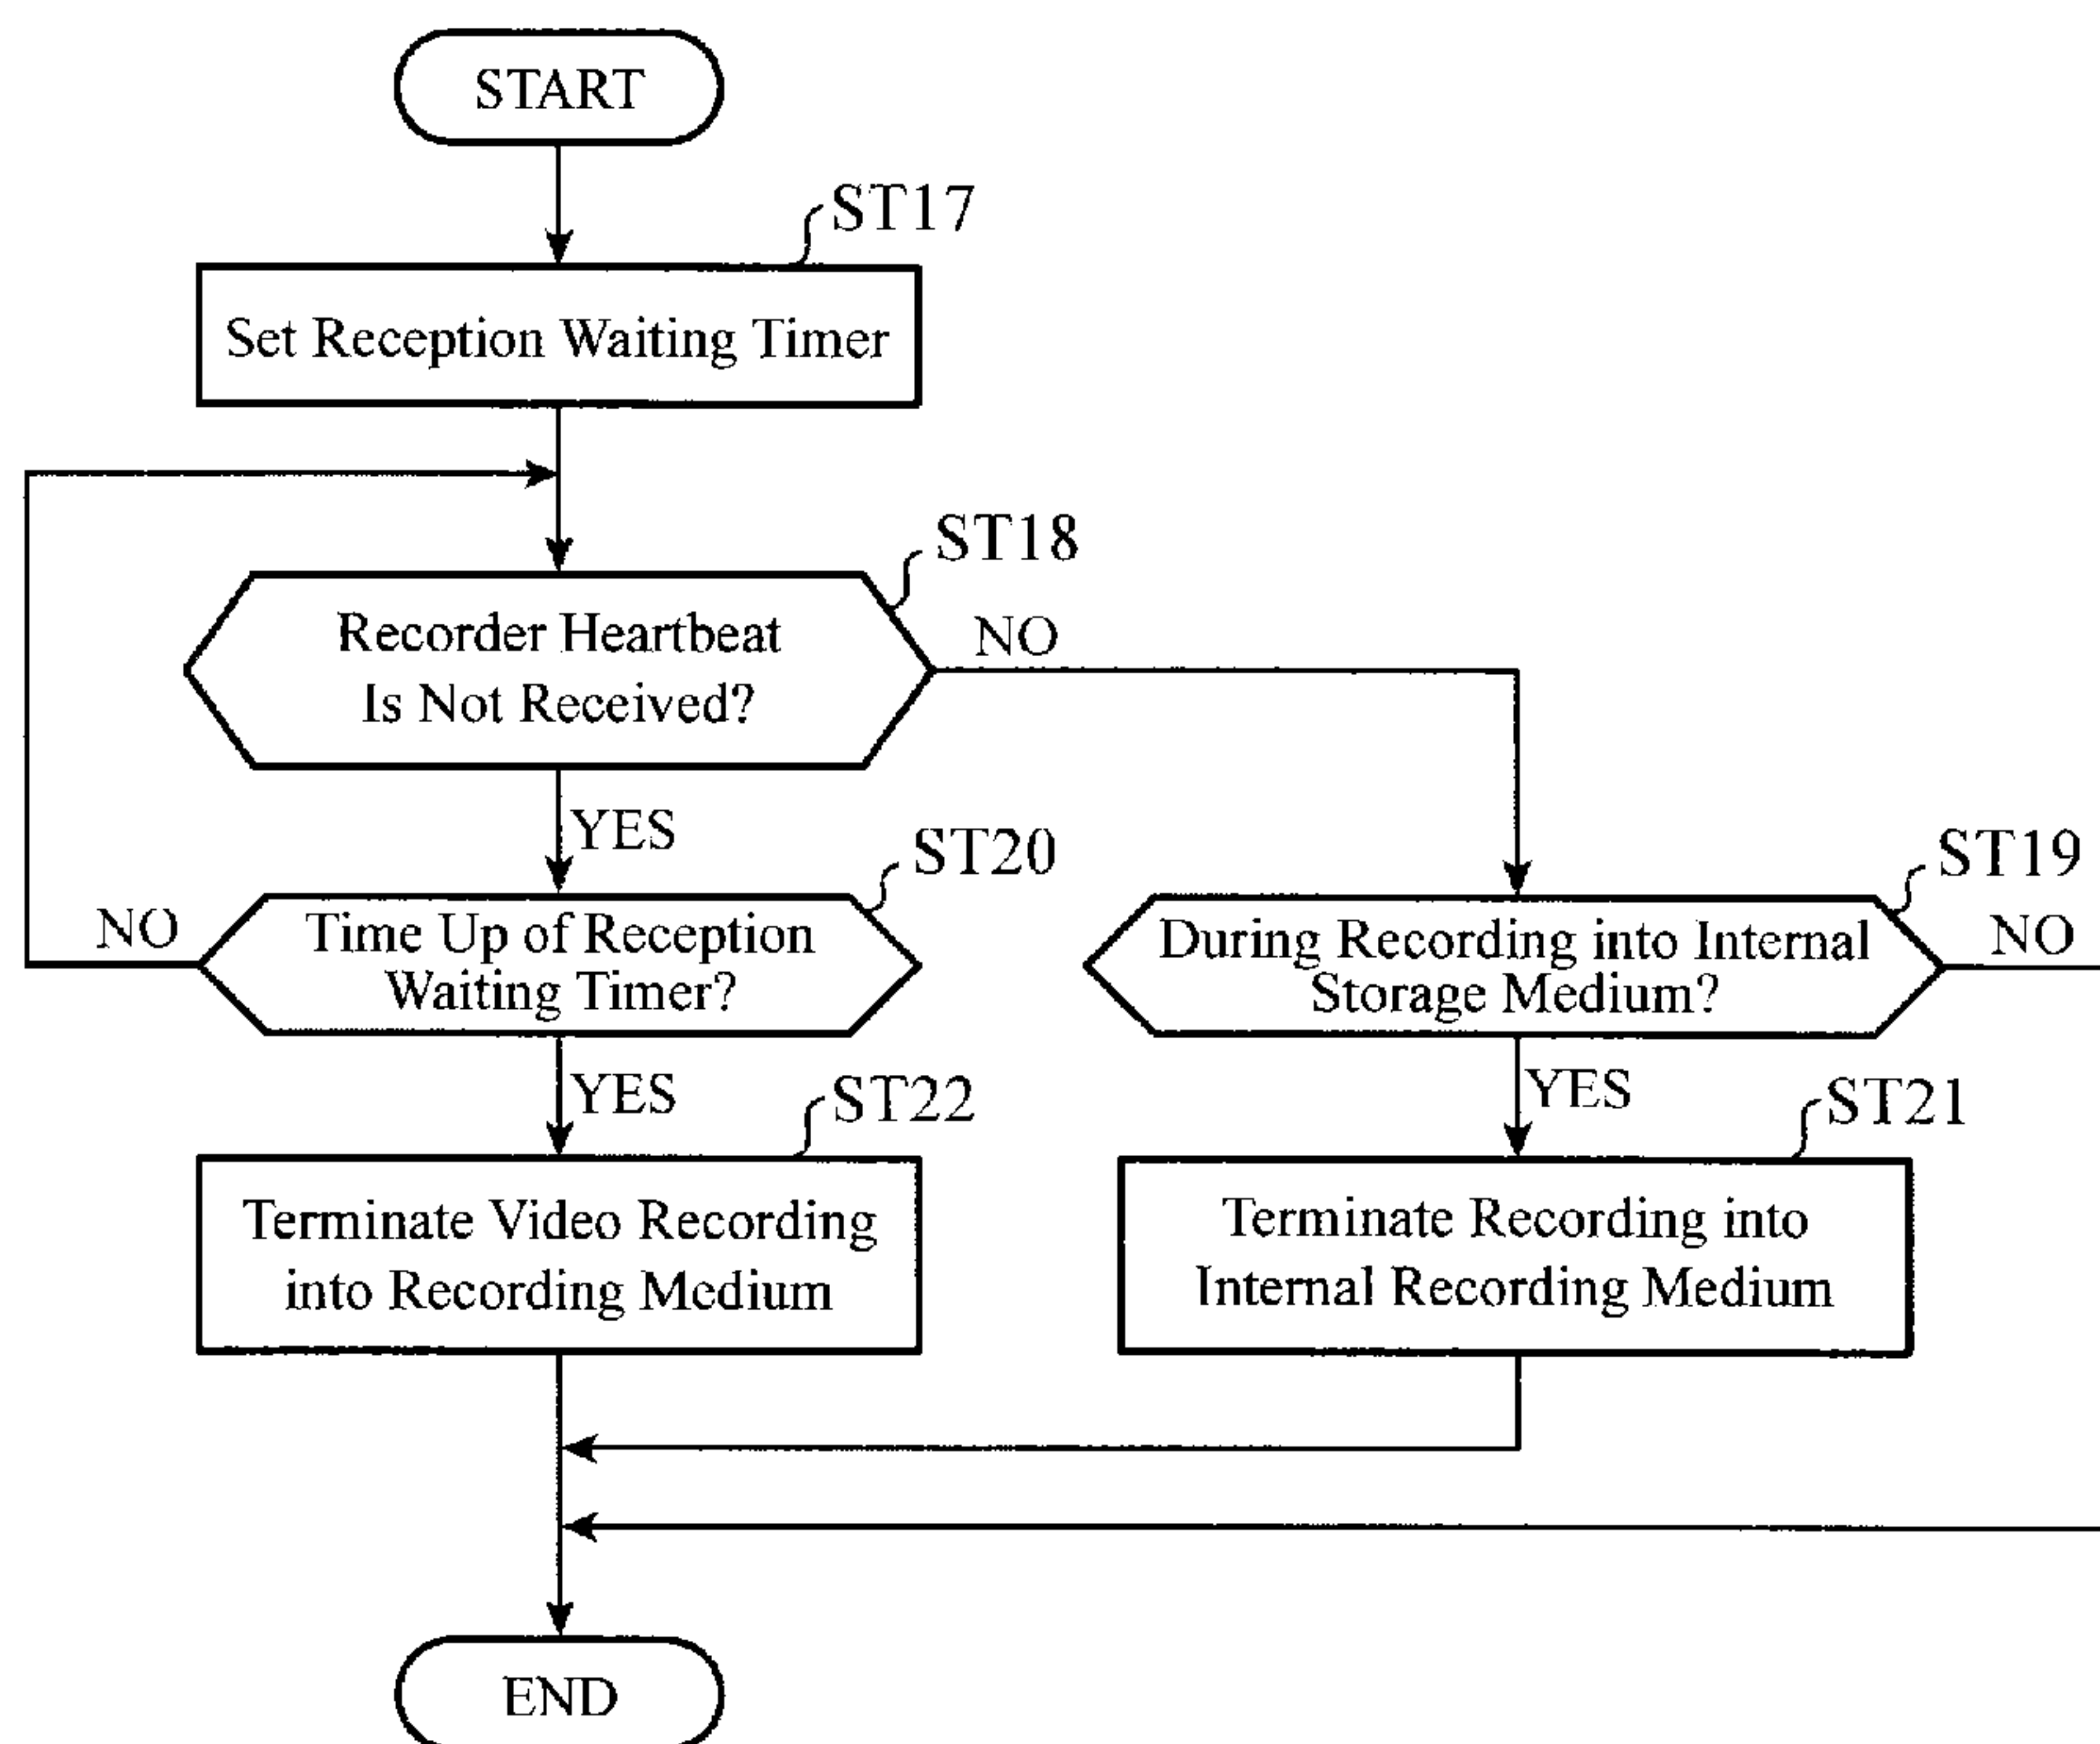 START
ST17
Set Reception Waiting Timer
ST18
Recorder Heartbeat
Is Not Received?
NO
YES
ST20
Time Up of Reception
Waiting Timer?
NO
ST19
During Recording into Internal
Storage Medium?
NO
YES
ST22
Terminate Video Recording
into Recording Medium
YES
ST21
Terminate Recording into
Internal Recording Medium
END